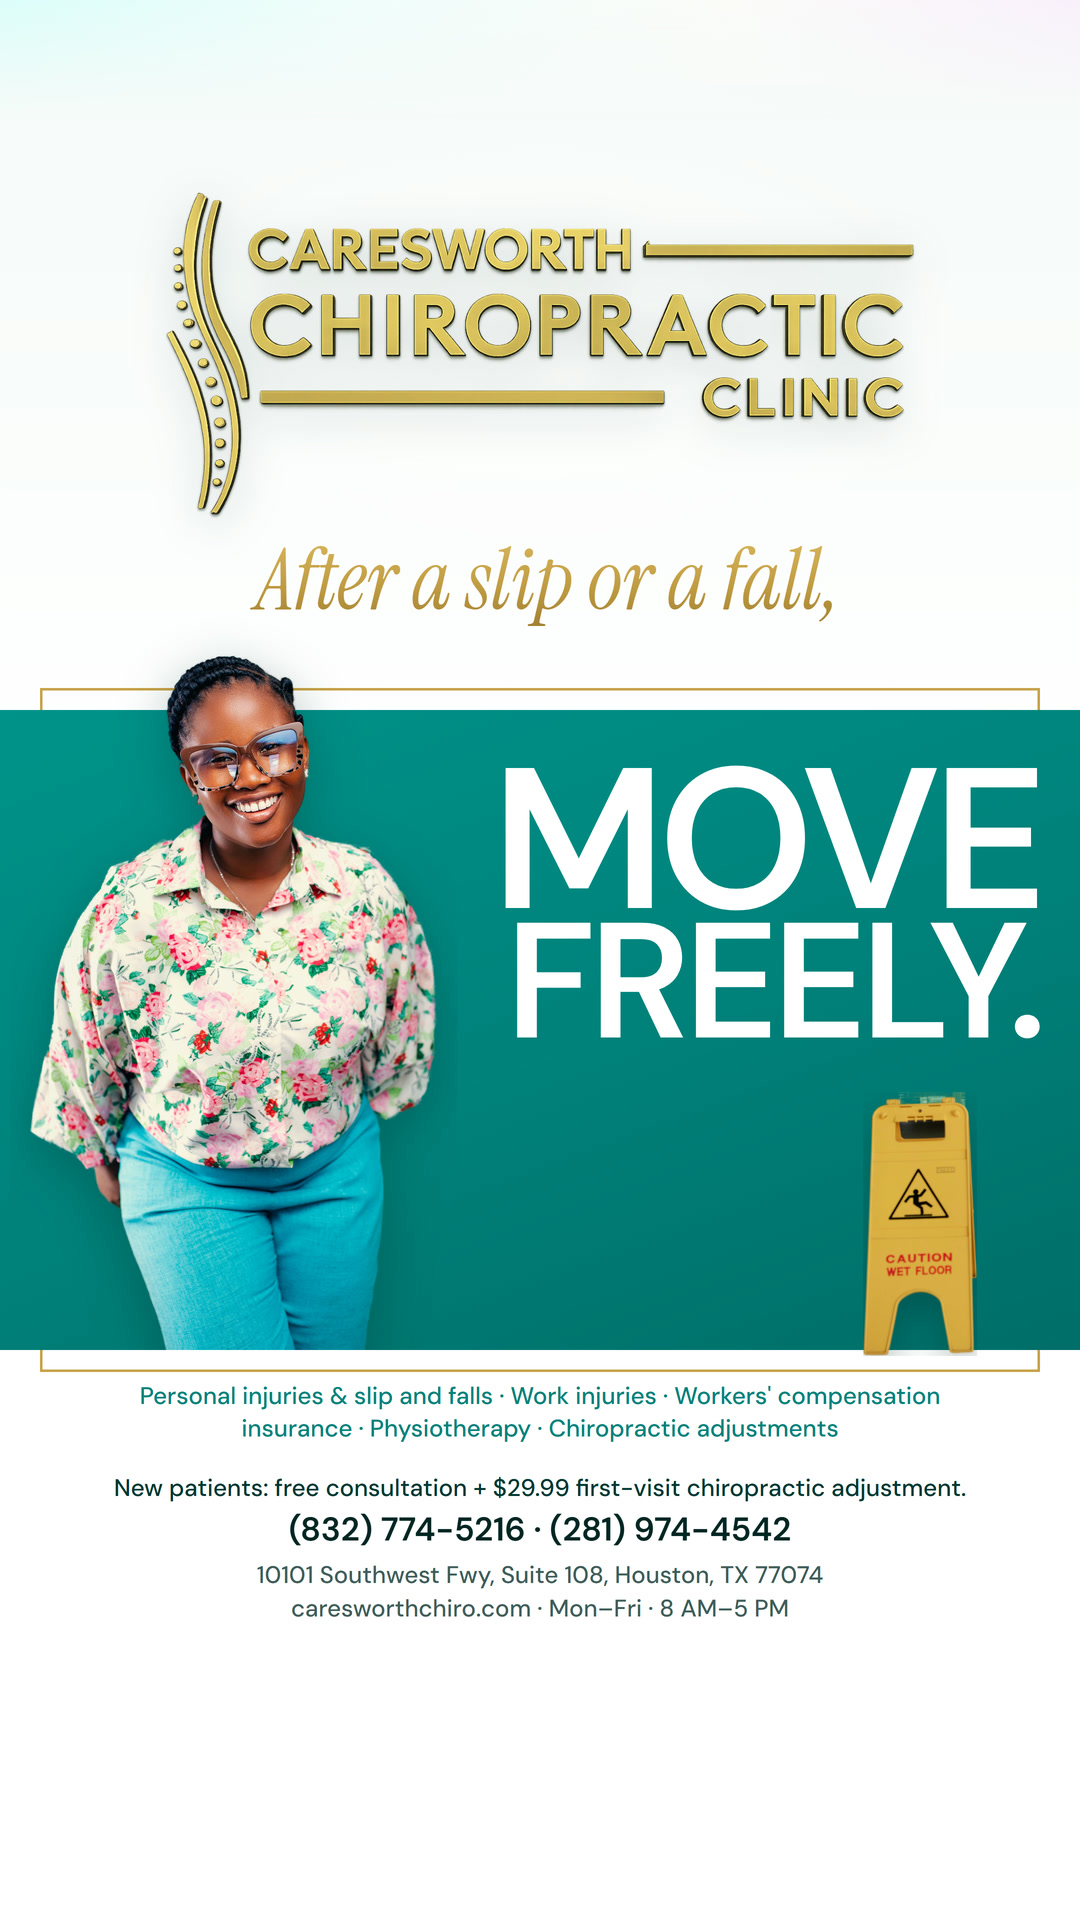 CARESWORTH
CHIROPRACTIC
CLINIC
After a slip or a fall,
MOVE
FREELY.
CAUTION
WET FLOOR
Personal injuries & slip and falls · Work injuries · Workers' compensation
insurance · Physiotherapy · Chiropractic adjustments
New patients: free consultation + $29.99 first-visit chiropractic adjustment.
(832) 774-5216 · (281) 974-4542
10101 Southwest Fwy, Suite 108, Houston, TX 77074
caresworthchiro.com · Mon–Fri · 8 AM–5 PM